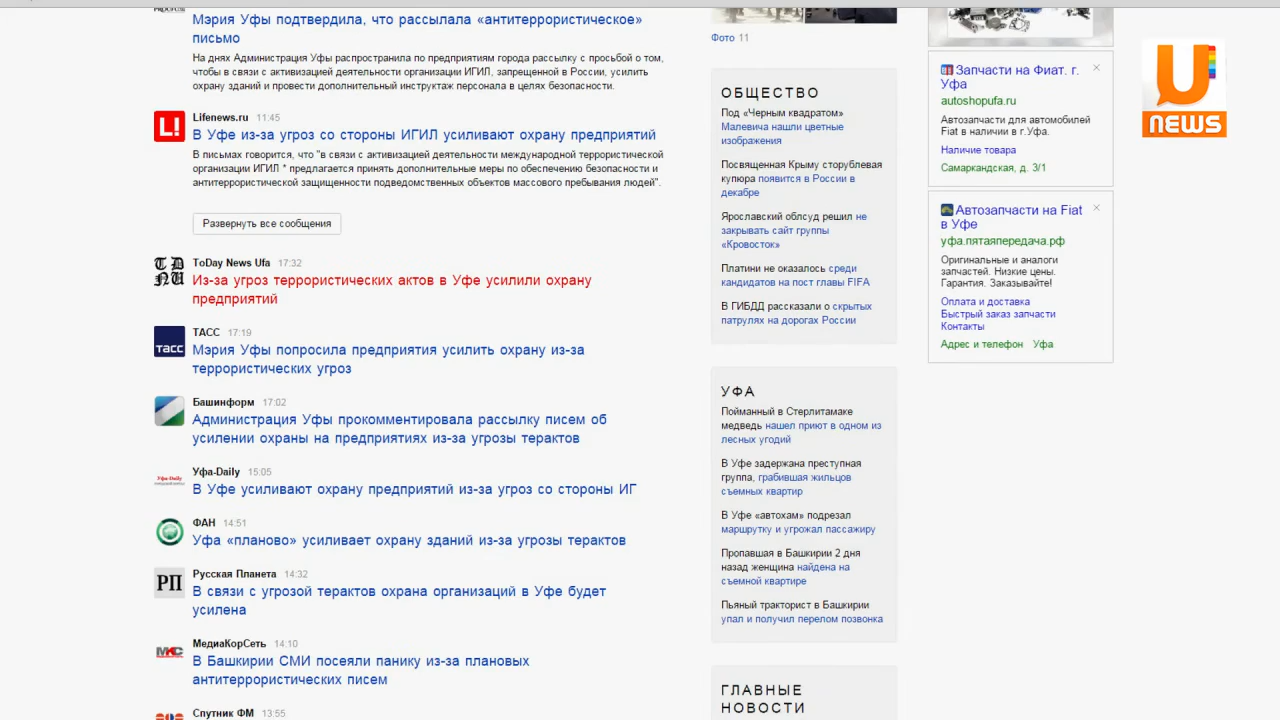 Мэрия Уфы подтвердила, что рассылала «антитеррористическое»
письмо
На днях Администрация Уфы распространила по предприятиям города рассылку с просьбой о том,
чтобы в связи с активизацией деятельности организации ИГИЛ, запрещенной в России, усилить
охрану зданий и провести дополнительный инструктаж персонала в целях безопасности.
L!
Lifenews.ru 11:45
В Уфе из-за угроз со стороны ИГИЛ усиливают охрану предприятий
В письмах говорится, что "в связи с активизацией деятельности международной террористической
организации ИГИЛ * предлагается принять дополнительные меры по обеспечению безопасности и
антитеррористической защищенности подведомственных объектов массового пребывания людей".
Развернуть все сообщения
TDNU
ToDay News Ufa 17:32
Из-за угроз террористических актов в Уфе усилили охрану
предприятий
ТАСС
ТАСС 17:19
Мэрия Уфы попросила предприятия усилить охрану из-за
террористических угроз
Башинформ 17:02
Администрация Уфы прокомментировала рассылку писем об
усилении охраны на предприятиях из-за угрозы терактов
Уфа-Daily
Уфа-Daily 15:05
В Уфе усиливают охрану предприятий из-за угроз со стороны ИГ
ФАН 14:51
Уфа «планово» усиливает охрану зданий из-за угрозы терактов
РП
Русская Планета 14:32
В связи с угрозой терактов охрана организаций в Уфе будет
усилена
МКС
МедиаКорСеть 14:10
В Башкирии СМИ посеяли панику из-за плановых
антитеррористических писем
Спутник ФМ 13:55
Фото 11
ОБЩЕСТВО
Под «Черным квадратом»
Малевича нашли цветные
изображения
Посвященная Крыму сторублевая
купюра появится в России в
декабре
Ярославский облсуд решил не
закрывать сайт группы
«Кровосток»
Платини не оказалось среди
кандидатов на пост главы FIFA
В ГИБДД рассказали о скрытых
патрулях на дорогах России
УФА
Пойманный в Стерлитамаке
медведь нашел приют в одном из
лесных угодий
В Уфе задержана преступная
группа, грабившая жильцов
съемных квартир
В Уфе «автохам» подрезал
маршрутку и угрожал пассажиру
Пропавшая в Башкирии 2 дня
назад женщина найдена на
съемной квартире
Пьяный тракторист в Башкирии
упал и получил перелом позвонка
ГЛАВНЫЕ
НОВОСТИ
Запчасти на Фиат. г.
Уфа
autoshopufa.ru
Автозапчасти для автомобилей
Fiat в наличии в г.Уфа.
Наличие товара
Самаркандская, д. 3/1
Автозапчасти на Fiat
в Уфе
уфа.пятаяпередача.рф
Оригинальные и аналоги
запчастей. Низкие цены.
Гарантия. Заказывайте!
Оплата и доставка
Быстрый заказ запчасти
Контакты
Адрес и телефон Уфа
U
NEWS